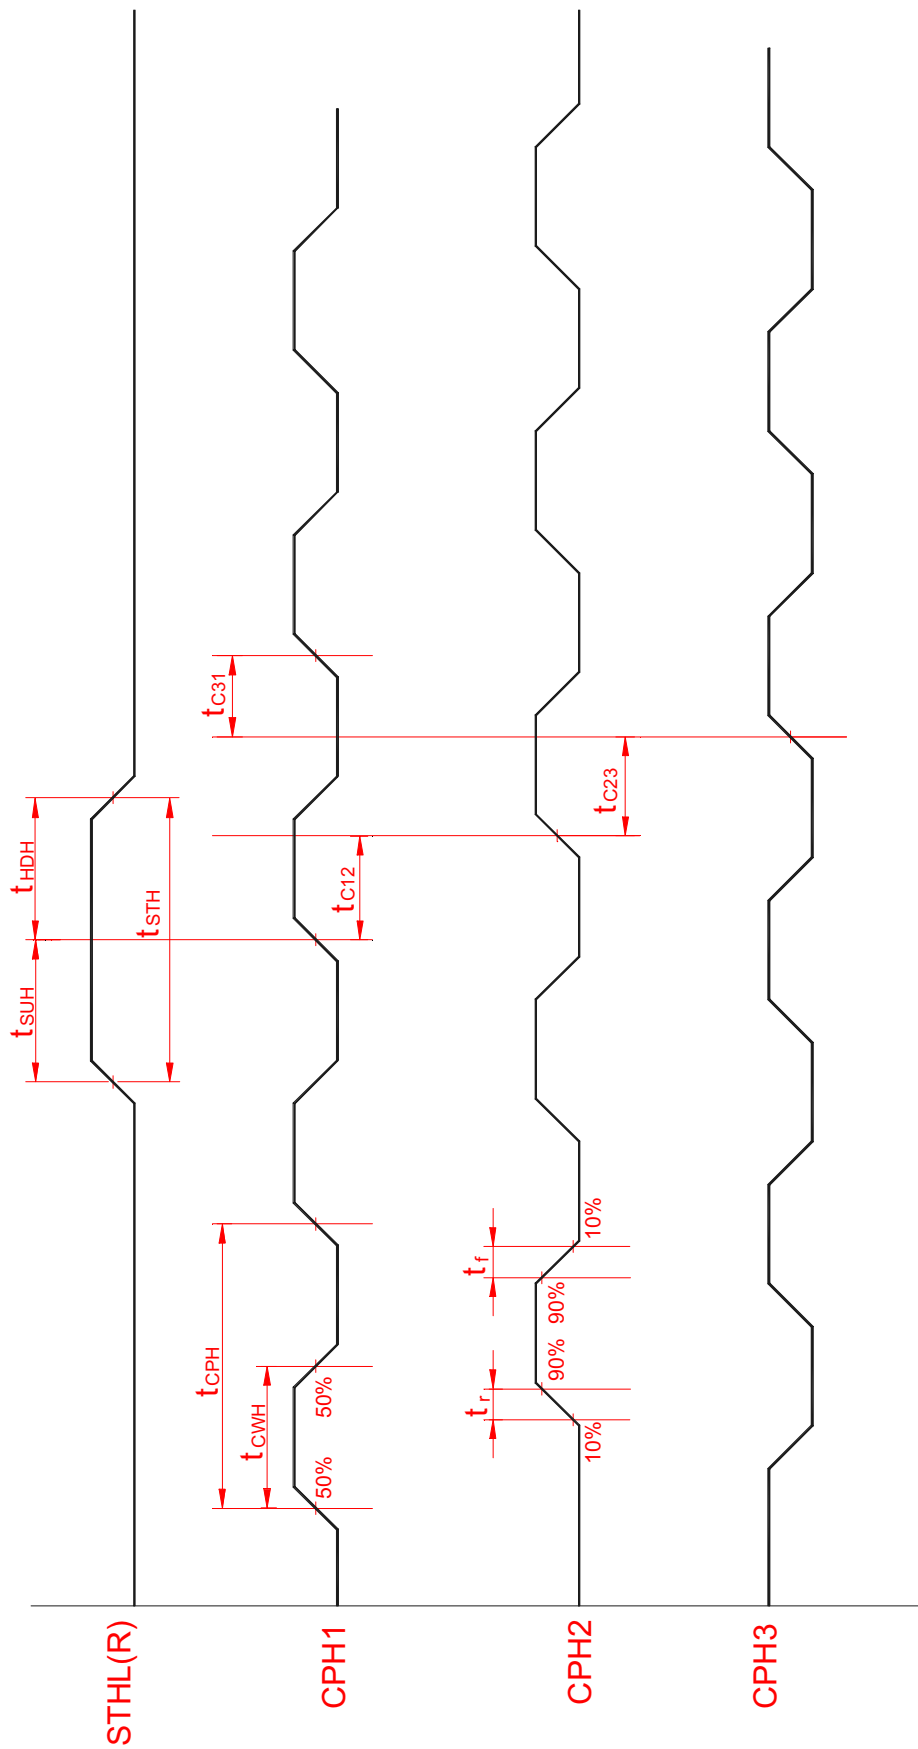 STHL(R)
tSUH
tHDH
tSTH
CPH1
tCPH
tCWH
50%
50%
tC12
tC31
CPH2
tr
tf
10%
90%
90%
10%
tC23
CPH3